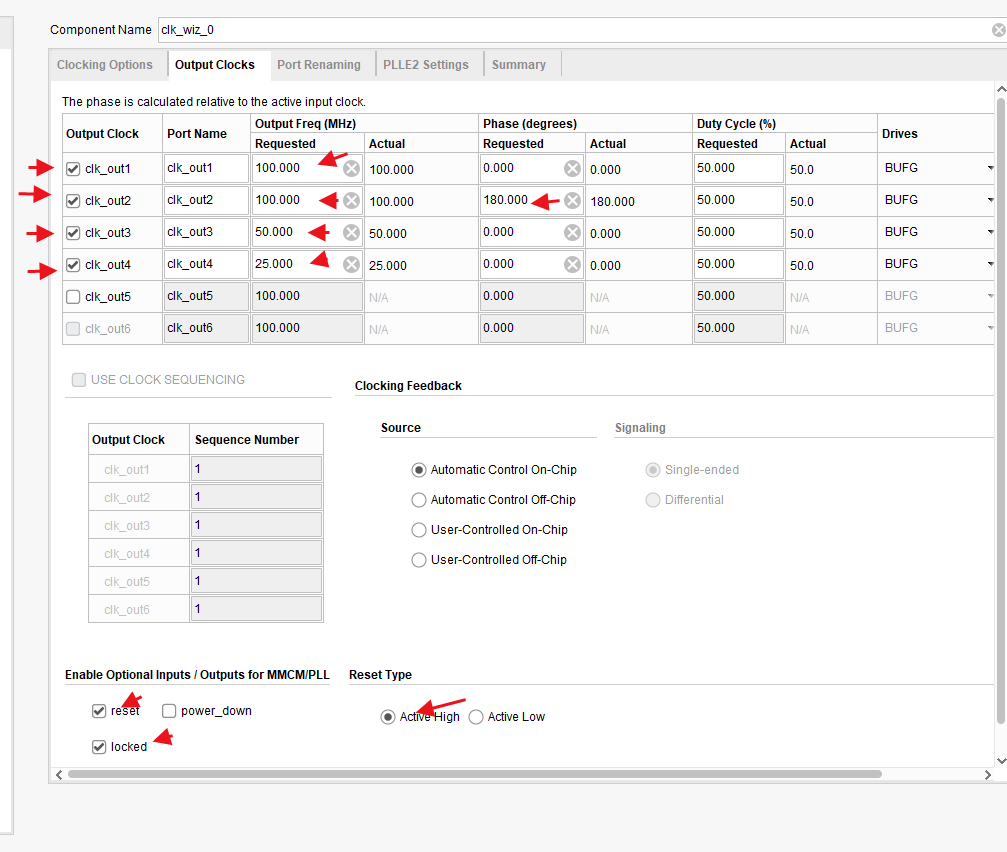 Component Name clk_wiz_0
Clocking Options Output Clocks Port Renaming PLLE2 Settings Summary
The phase is calculated relative to the active input clock.
Output Clock Port Name Output Freq (MHz) Phase (degrees) Duty Cycle (%) Drives
Requested Actual Requested Actual Requested Actual
clk_out1 clk_out1 100.000 100.000 0.000 0.000 50.000 50.0 BUFG
clk_out2 clk_out2 100.000 100.000 180.000 180.000 50.000 50.0 BUFG
clk_out3 clk_out3 50.000 50.000 0.000 0.000 50.000 50.0 BUFG
clk_out4 clk_out4 25.000 25.000 0.000 0.000 50.000 50.0 BUFG
clk_out5 clk_out5 100.000 N/A 0.000 N/A 50.000 N/A BUFG
clk_out6 clk_out6 100.000 N/A 0.000 N/A 50.000 N/A BUFG
USE CLOCK SEQUENCING Clocking Feedback
Output Clock Sequence Number
clk_out1 1
clk_out2 1
clk_out3 1
clk_out4 1
clk_out5 1
clk_out6 1
Source Signaling
Automatic Control On-Chip Single-ended
Automatic Control Off-Chip Differential
User-Controlled On-Chip
User-Controlled Off-Chip
Enable Optional Inputs / Outputs for MMCM/PLL Reset Type
reset power_down Active High Active Low
locked